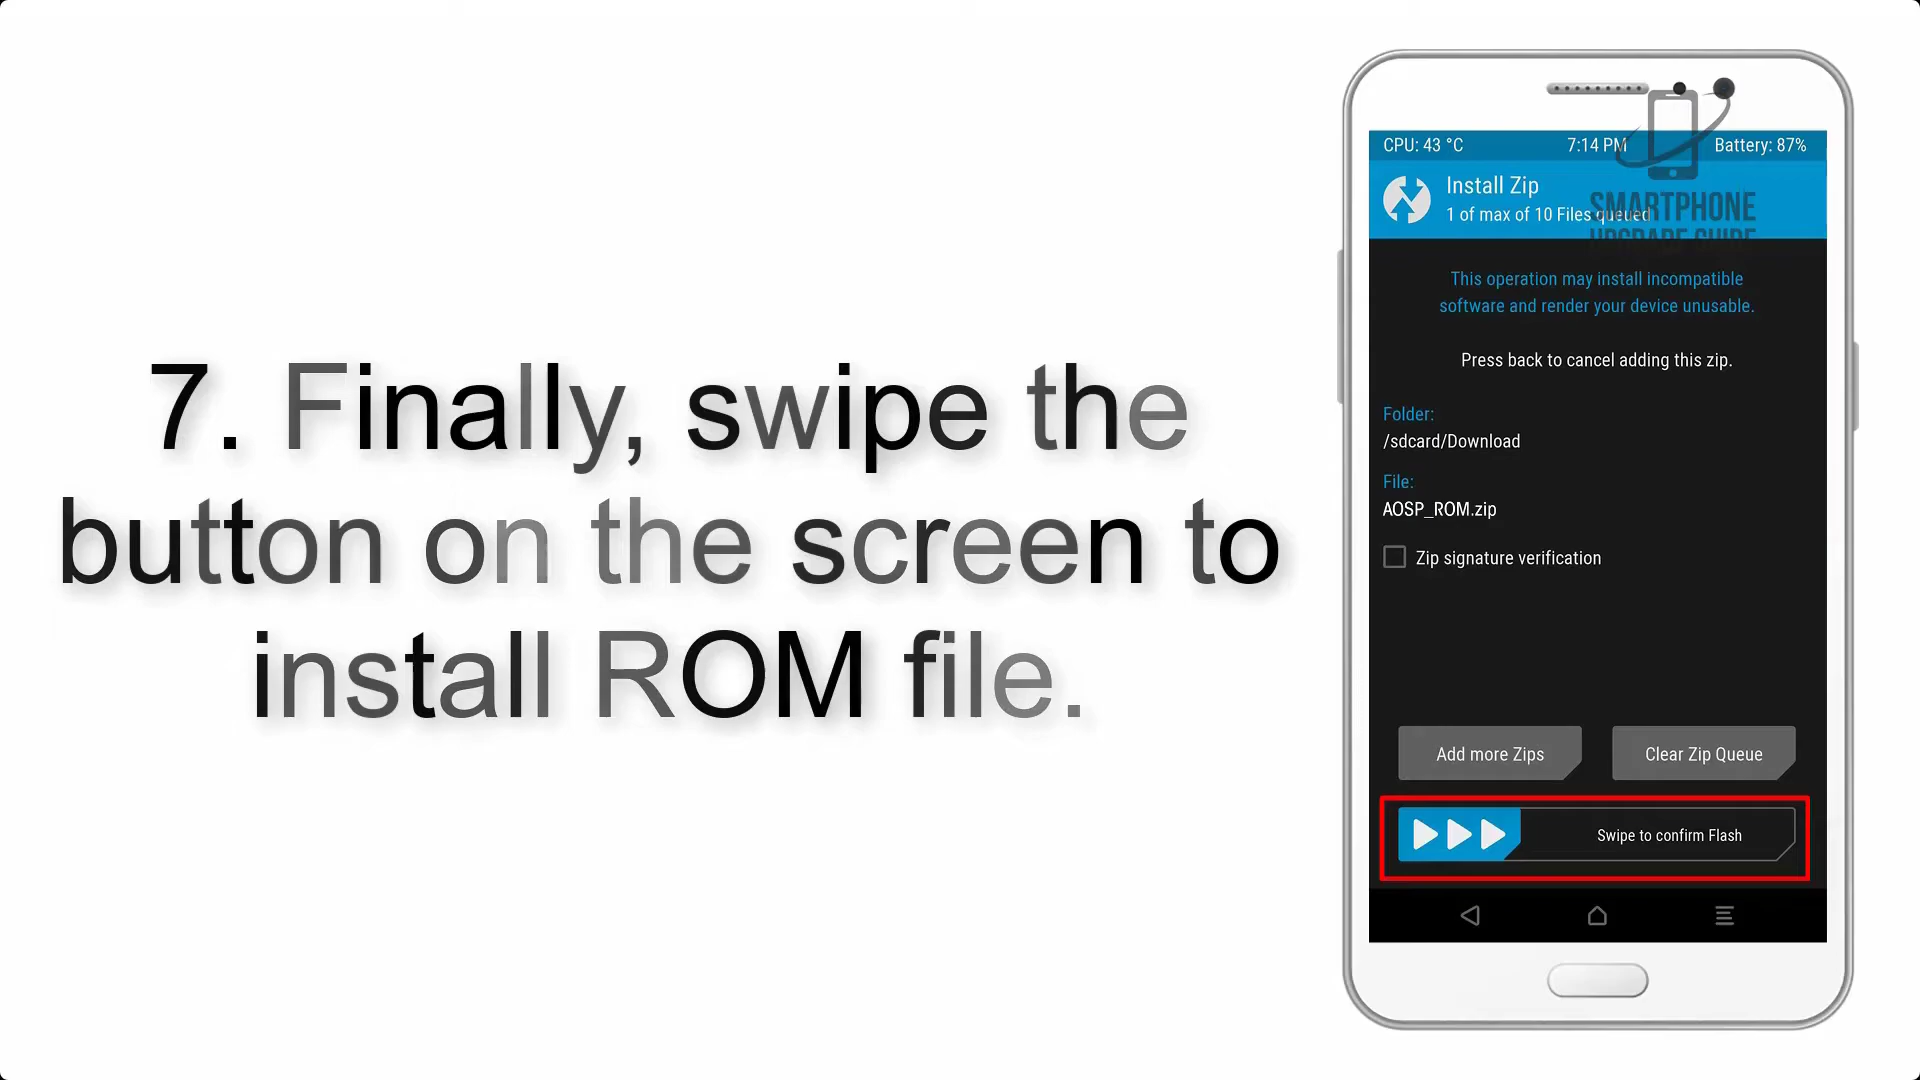 7. Finally, swipe the
button on the screen to
install ROM file.
CPU: 43 °C 7:14 PM Battery: 87%
Install Zip
1 of max of 10 Files queued
SMARTPHONE
UPGRADE GUIDE
This operation may install incompatible
software and render your device unusable.
Press back to cancel adding this zip.
Folder:
/sdcard/Download
File:
AOSP_ROM.zip
Zip signature verification
Add more Zips Clear Zip Queue
Swipe to confirm Flash